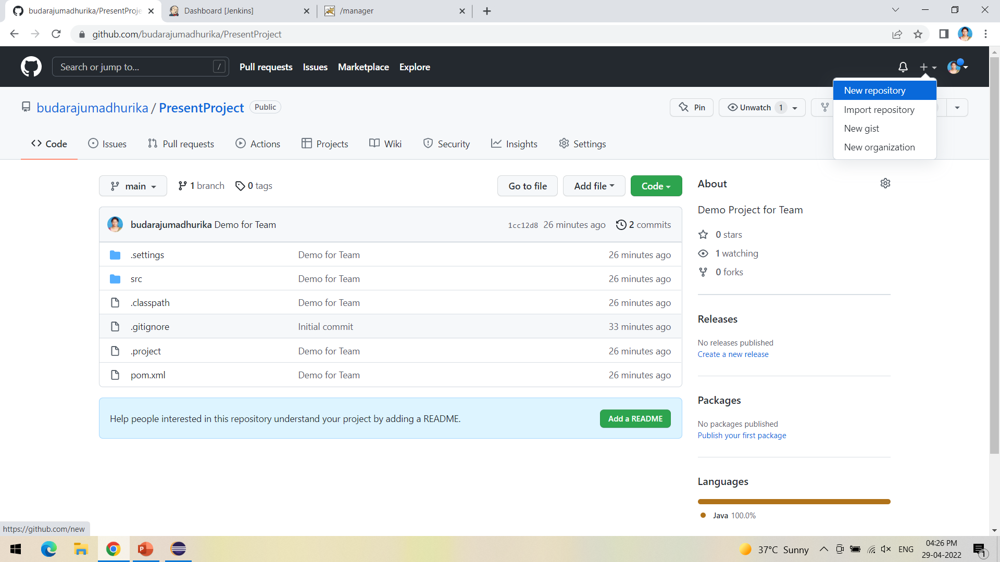 budarajumadhurika/PresentProje
Dashboard [Jenkins]
/manager
github.com/budarajumadhurika/PresentProject
Search or jump to...
/
Pull requests
Issues
Marketplace
Explore
New repository
Import repository
New gist
New organization
budarajumadhurika / PresentProject
Public
Pin
Unwatch 1
Code
Issues
Pull requests
Actions
Projects
Wiki
Security
Insights
Settings
main
1 branch
0 tags
Go to file
Add file
Code
budarajumadhurika Demo for Team
1cc12d8 26 minutes ago
2 commits
.settings Demo for Team 26 minutes ago
src Demo for Team 26 minutes ago
.classpath Demo for Team 26 minutes ago
.gitignore Initial commit 33 minutes ago
.project Demo for Team 26 minutes ago
pom.xml Demo for Team 26 minutes ago
Help people interested in this repository understand your project by adding a README.
Add a README
About
Demo Project for Team
0 stars
1 watching
0 forks
Releases
No releases published
Create a new release
Packages
No packages published
Publish your first package
Languages
Java 100.0%
https://github.com/new
37°C Sunny
ENG
04:26 PM
29-04-2022
1